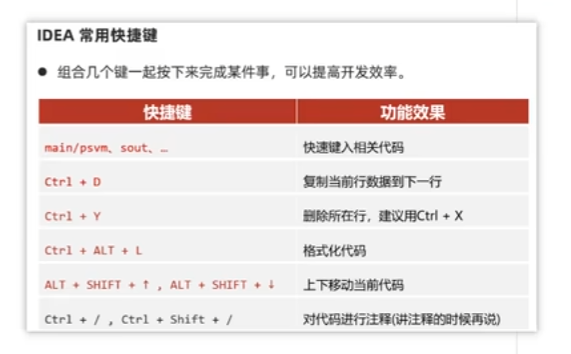 IDEA 常用快捷键
● 组合几个键一起按下来完成某件事，可以提高开发效率。
快捷键 功能效果
main/psvm、sout、… 快速键入相关代码
Ctrl + D 复制当前行数据到下一行
Ctrl + Y 删除所在行，建议用Ctrl + X
Ctrl + ALT + L 格式化代码
ALT + SHIFT + ↑ , ALT + SHIFT + ↓ 上下移动当前代码
Ctrl + / , Ctrl + Shift + / 对代码进行注释(讲注释的时候再说)